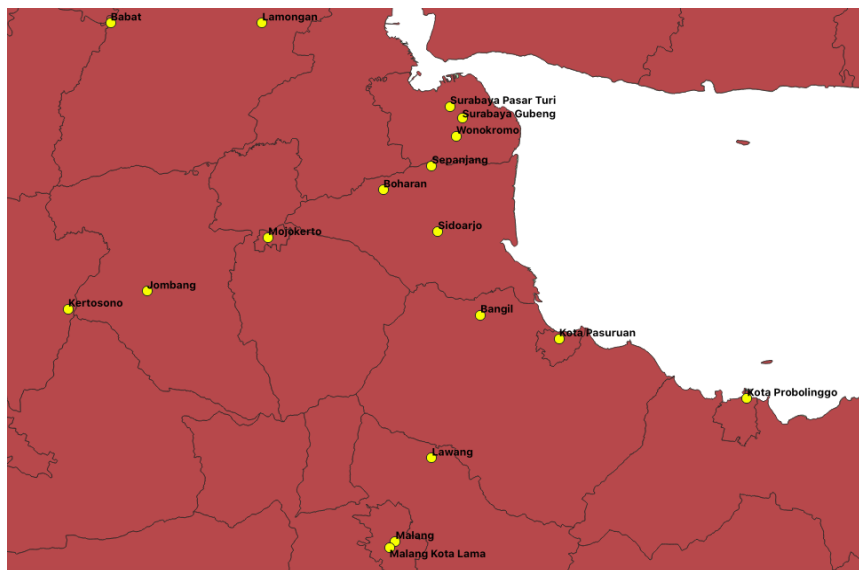 Babat
Lamongan
Surabaya Pasar Turi
Surabaya Gubeng
Wonokromo
Sepanjang
Boharan
Sidoarjo
Mojokerto
Jombang
Kertosono
Bangil
Kota Pasuruan
Kota Probolinggo
Lawang
Malang
Malang Kota Lama